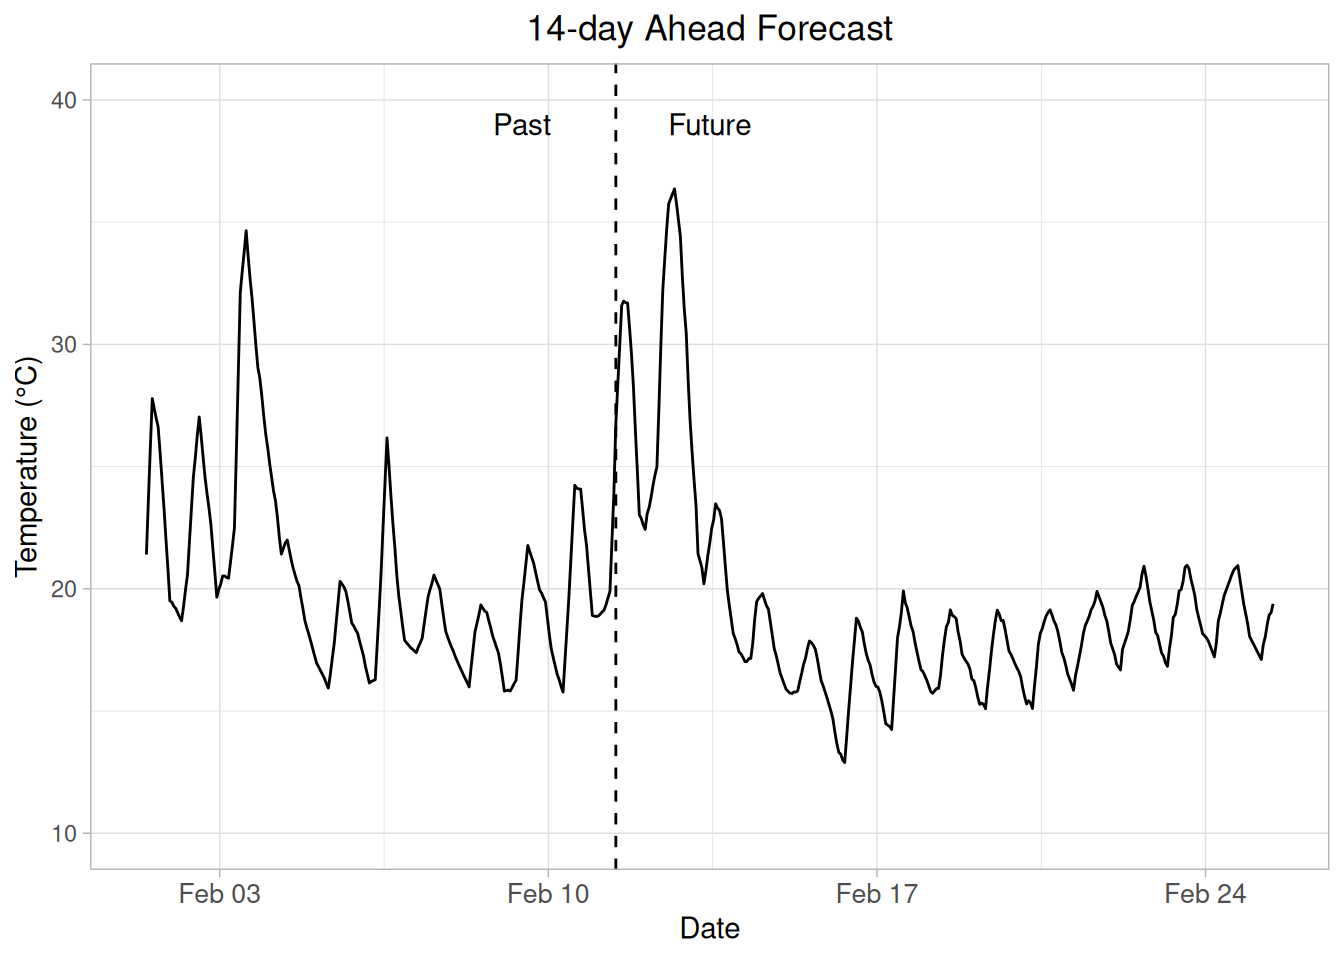 14-day Ahead Forecast
Past
Future
40
30
20
10
Temperature (°C)
Feb 03
Feb 10
Feb 17
Feb 24
Date